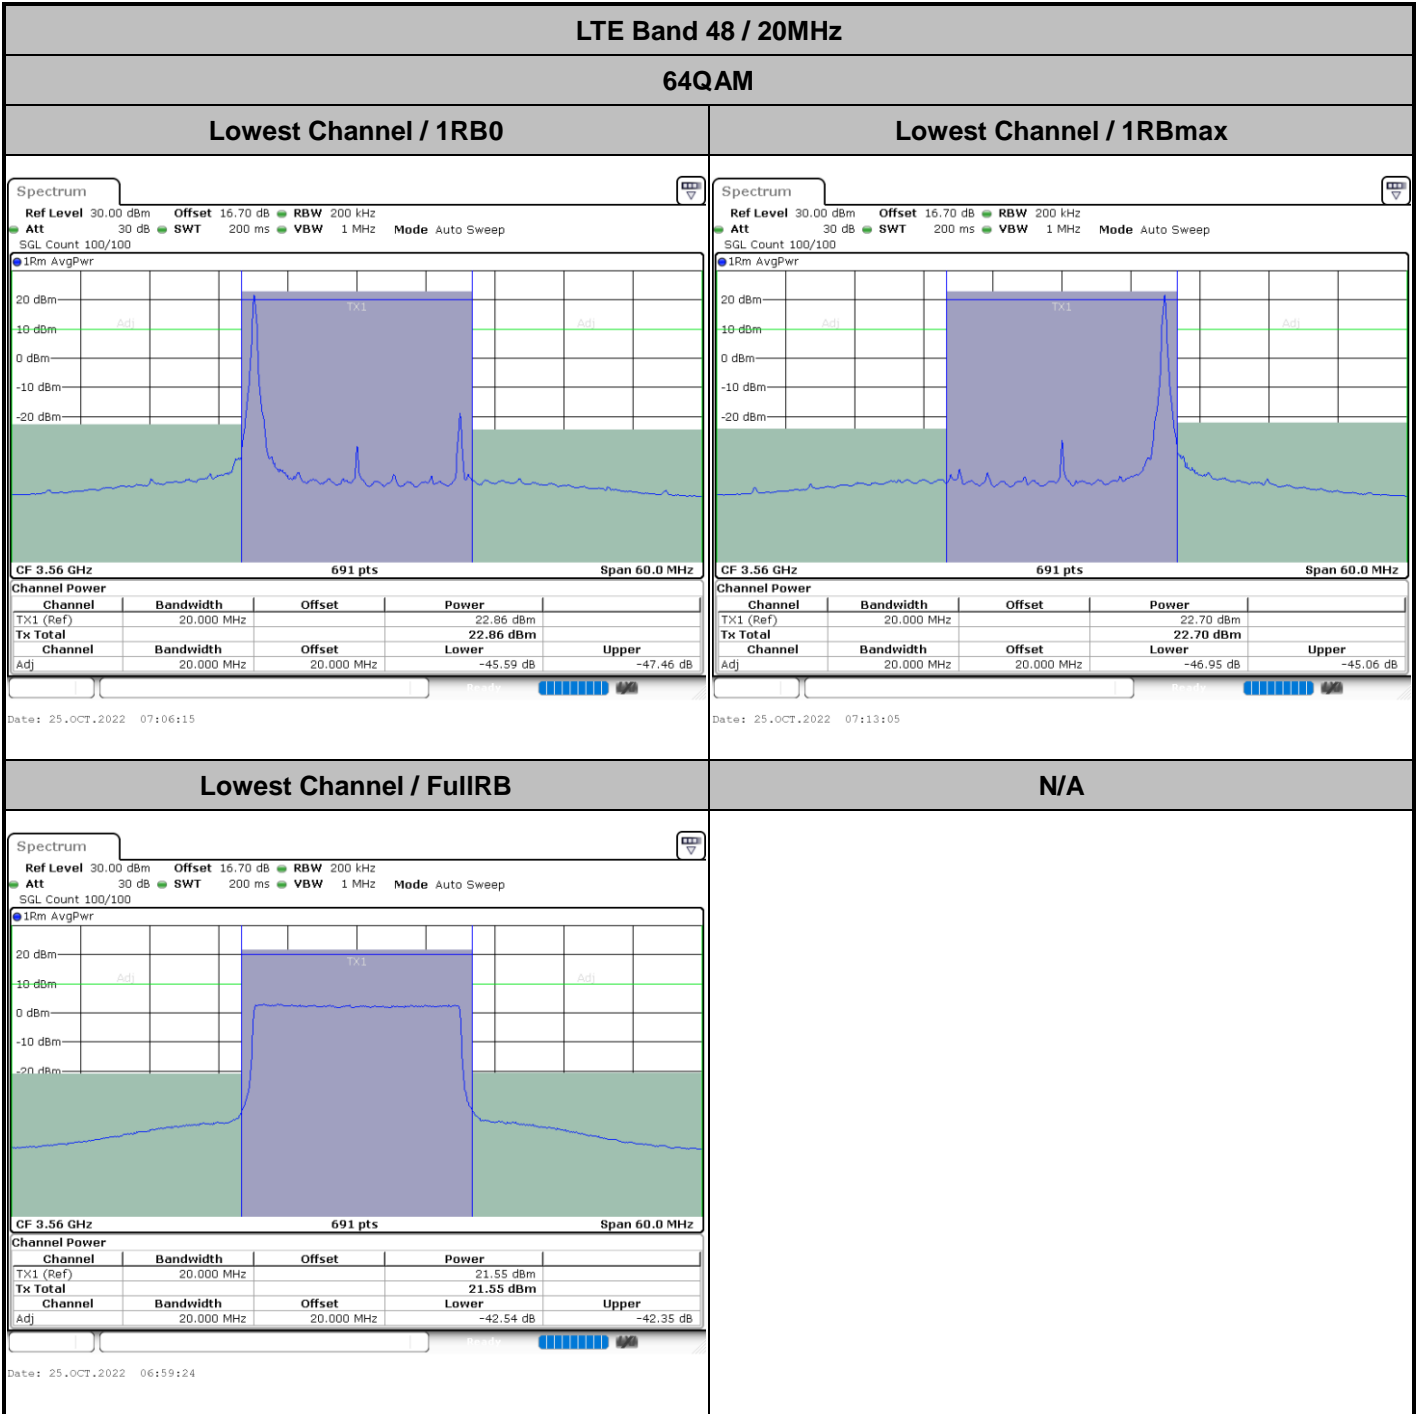 LTE Band 48 / 20MHz
64QAM
Lowest Channel / 1RB0
Lowest Channel / 1RBmax
Spectrum
Ref Level 30.00 dBm Offset 16.70 dB RBW 200 kHz
Att 30 dB SWT 200 ms VBW 1 MHz Mode Auto Sweep
SGL Count 100/100
1Rm AvgPwr
20 dBm
10 dBm
0 dBm
-10 dBm
-20 dBm
Adj
TX1
Adj
CF 3.56 GHz 691 pts Span 60.0 MHz
Channel Power
Channel Bandwidth Offset Power
TX1 (Ref) 20.000 MHz 22.86 dBm
Tx Total 22.86 dBm
Channel Bandwidth Offset Lower Upper
Adj 20.000 MHz 20.000 MHz -45.59 dB -47.46 dB
Ready
Date: 25.OCT.2022 07:06:15
Spectrum
Ref Level 30.00 dBm Offset 16.70 dB RBW 200 kHz
Att 30 dB SWT 200 ms VBW 1 MHz Mode Auto Sweep
SGL Count 100/100
1Rm AvgPwr
20 dBm
10 dBm
0 dBm
-10 dBm
-20 dBm
Adj
TX1
Adj
CF 3.56 GHz 691 pts Span 60.0 MHz
Channel Power
Channel Bandwidth Offset Power
TX1 (Ref) 20.000 MHz 22.70 dBm
Tx Total 22.70 dBm
Channel Bandwidth Offset Lower Upper
Adj 20.000 MHz 20.000 MHz -46.95 dB -45.06 dB
Ready
Date: 25.OCT.2022 07:13:05
Lowest Channel / FullRB
N/A
Spectrum
Ref Level 30.00 dBm Offset 16.70 dB RBW 200 kHz
Att 30 dB SWT 200 ms VBW 1 MHz Mode Auto Sweep
SGL Count 100/100
1Rm AvgPwr
20 dBm
10 dBm
0 dBm
-10 dBm
-20 dBm
Adj
TX1
Adj
CF 3.56 GHz 691 pts Span 60.0 MHz
Channel Power
Channel Bandwidth Offset Power
TX1 (Ref) 20.000 MHz 21.55 dBm
Tx Total 21.55 dBm
Channel Bandwidth Offset Lower Upper
Adj 20.000 MHz 20.000 MHz -42.54 dB -42.35 dB
Ready
Date: 25.OCT.2022 06:59:24